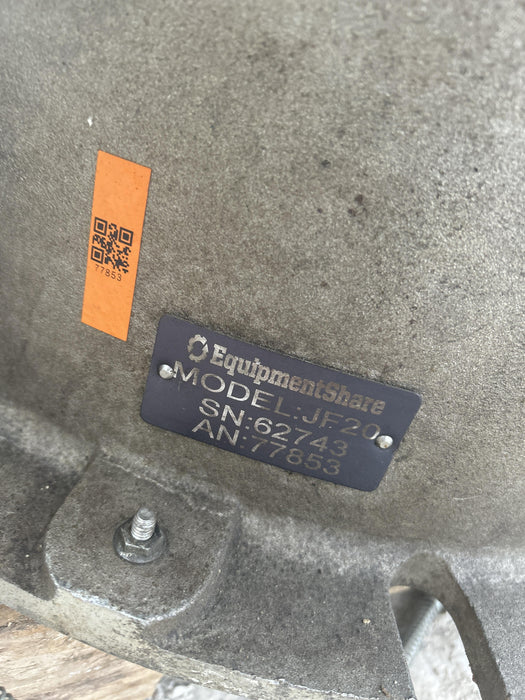 77853
EquipmentShare
MODEL:JF20
SN:62743
AN:77853